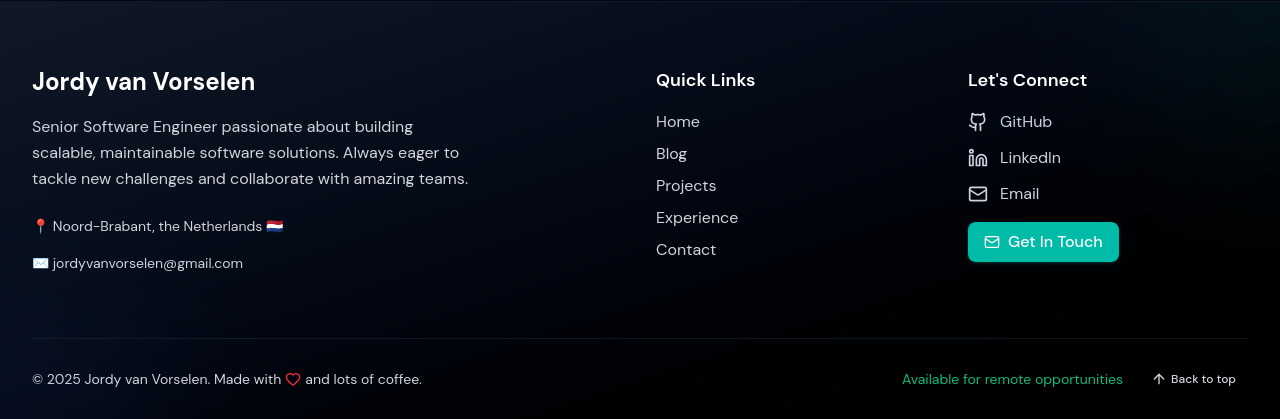 Jordy van Vorselen
Senior Software Engineer passionate about building
scalable, maintainable software solutions. Always eager to
tackle new challenges and collaborate with amazing teams.
📍 Noord-Brabant, the Netherlands 🇳🇱
✉️ jordyvanvorselen@gmail.com
Quick Links
Home
Blog
Projects
Experience
Contact
Let's Connect
GitHub
LinkedIn
Email
Get In Touch
© 2025 Jordy van Vorselen. Made with and lots of coffee.
Available for remote opportunities
Back to top